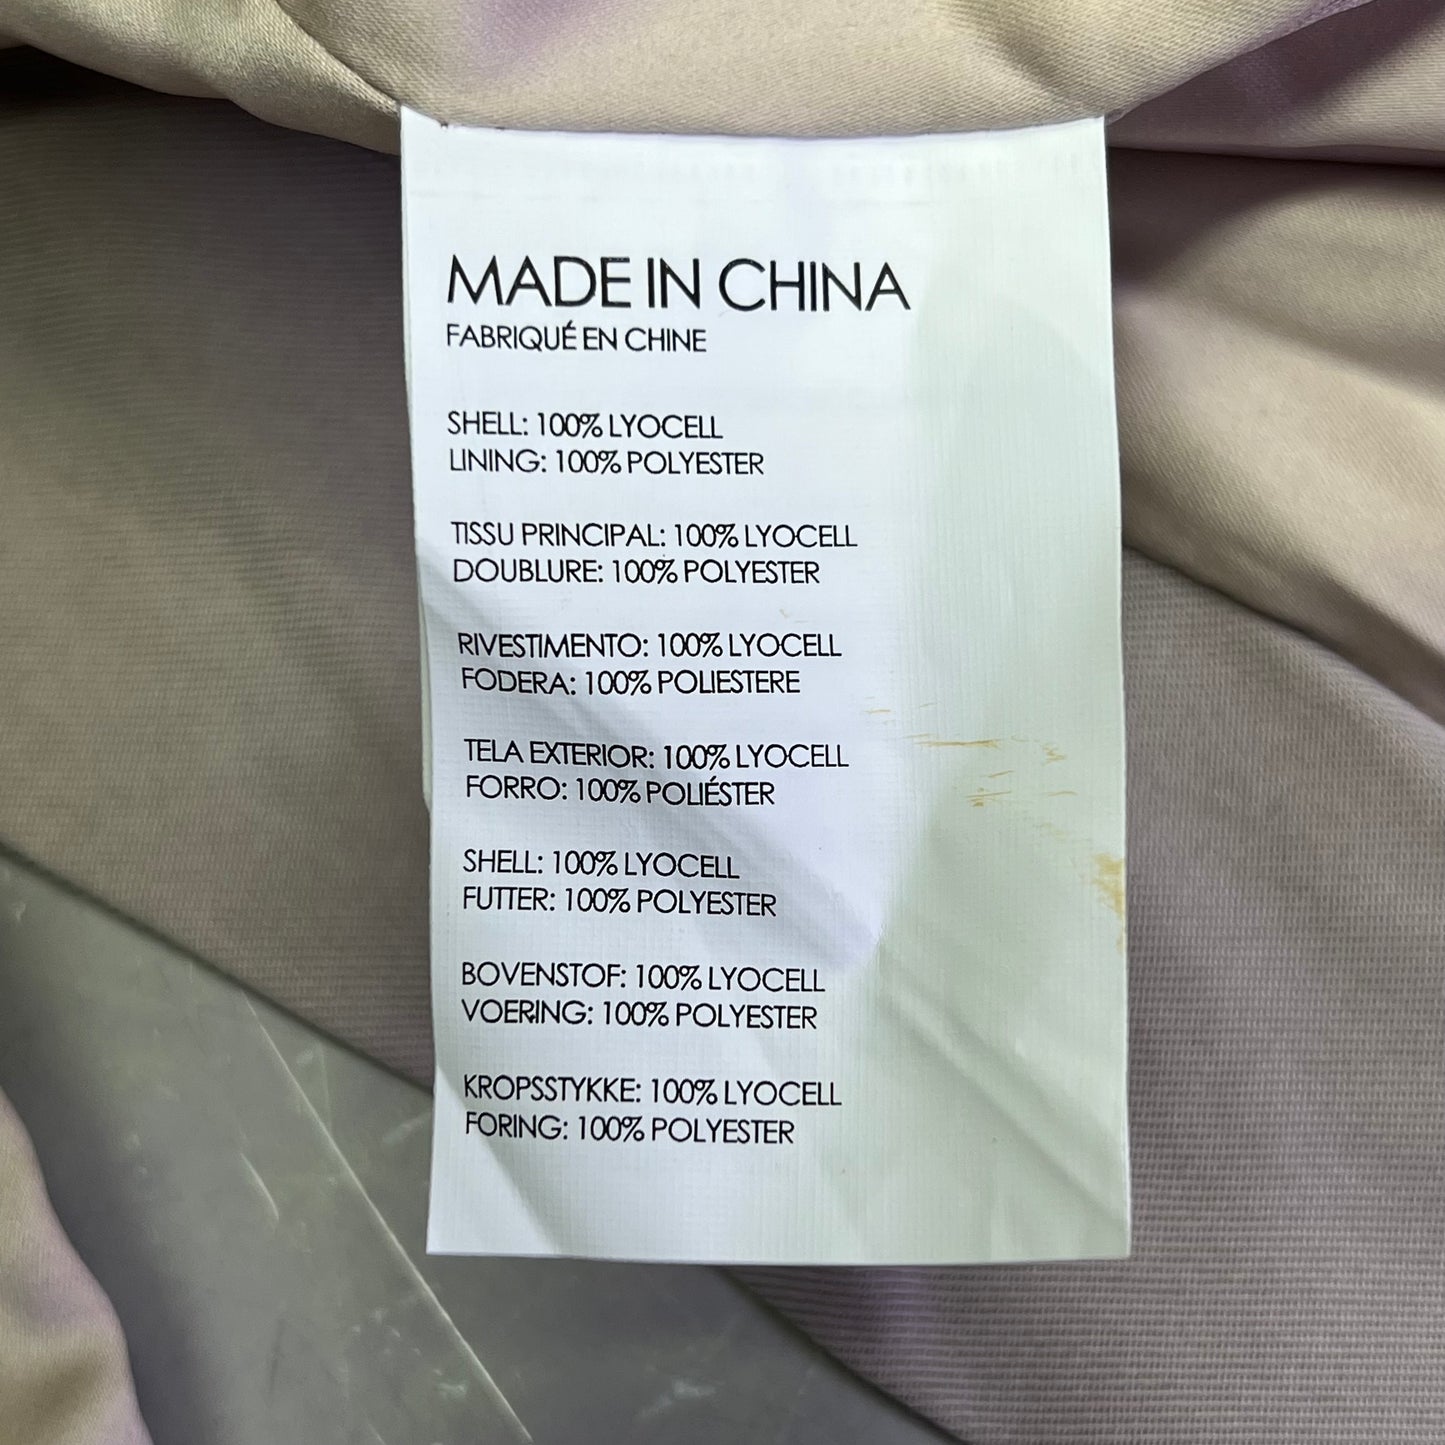 MADE IN CHINA
FABRIQUÉ EN CHINE
SHELL: 100% LYOCELL
LINING: 100% POLYESTER
TISSU PRINCIPAL: 100% LYOCELL
DOUBLURE: 100% POLYESTER
RIVESTIMENTO: 100% LYOCELL
FODERA: 100% POLIESTERE
TELA EXTERIOR: 100% LYOCELL
FORRO: 100% POLIÉSTER
SHELL: 100% LYOCELL
FUTTER: 100% POLYESTER
BOVENSTOF: 100% LYOCELL
VOERING: 100% POLYESTER
KROPSSTYKKE: 100% LYOCELL
FORING: 100% POLYESTER